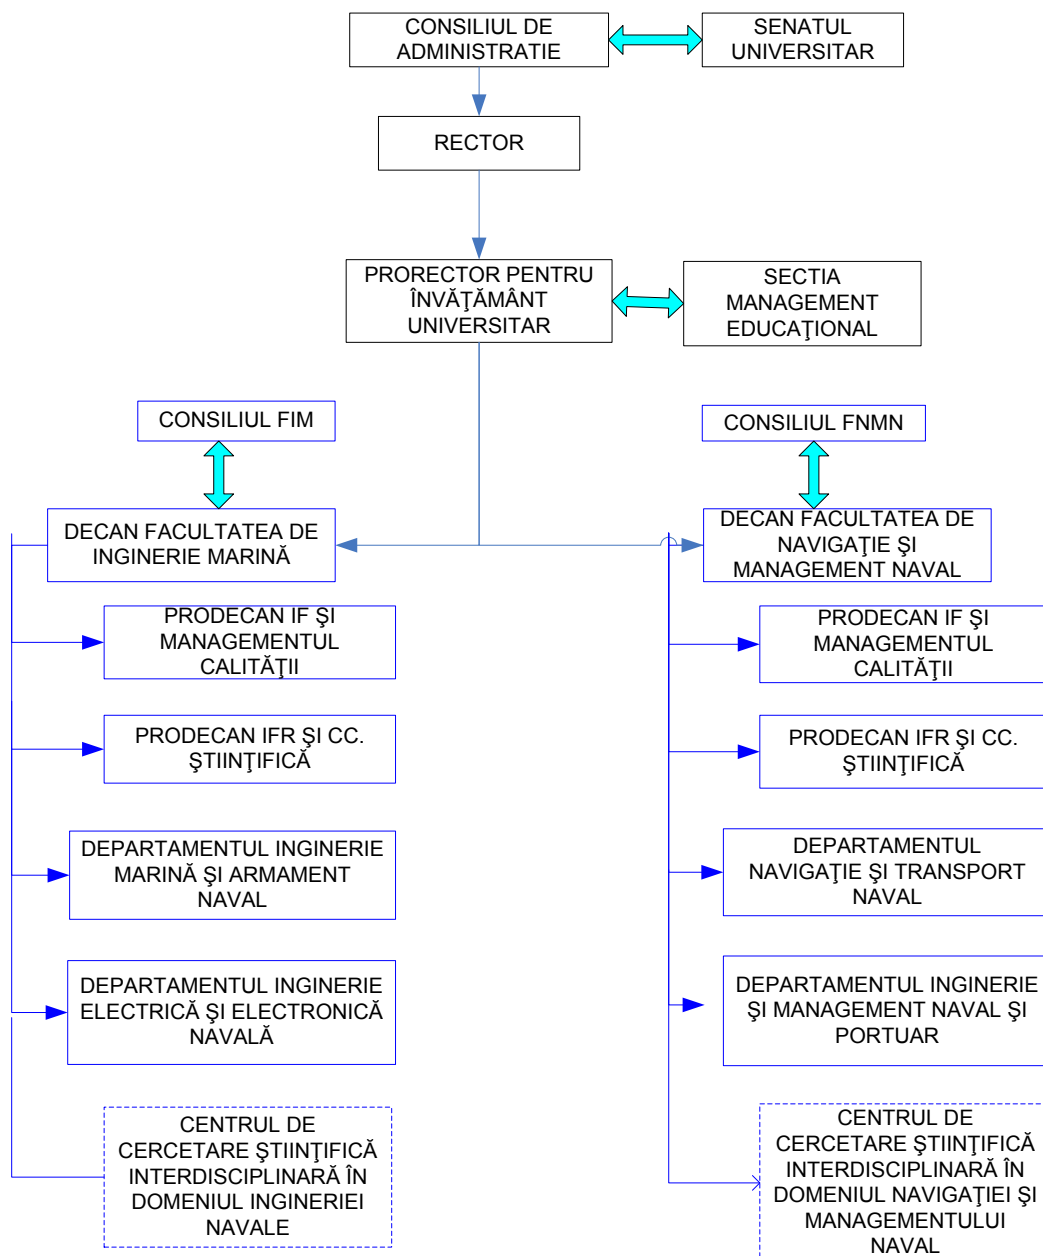 CONSILIUL DE
ADMINISTRATIE
SENATUL
UNIVERSITAR
RECTOR
PRORECTOR PENTRU
ÎNVĂŢĂMÂNT
UNIVERSITAR
SECTIA
MANAGEMENT
EDUCAŢIONAL
CONSILIUL FIM
CONSILIUL FNMN
DECAN FACULTATEA DE
INGINERIE MARINĂ
DECAN FACULTATEA DE
NAVIGAŢIE ŞI
MANAGEMENT NAVAL
PRODECAN IF ŞI
MANAGEMENTUL
CALITĂŢII
PRODECAN IF ŞI
MANAGEMENTUL
CALITĂŢII
PRODECAN IFR ŞI CC.
ŞTIINŢIFICĂ
PRODECAN IFR ŞI CC.
ŞTIINŢIFICĂ
DEPARTAMENTUL INGINERIE
MARINĂ ŞI ARMAMENT
NAVAL
DEPARTAMENTUL
NAVIGAŢIE ŞI TRANSPORT
NAVAL
DEPARTAMENTUL INGINERIE
ELECTRICĂ ŞI ELECTRONICĂ
NAVALĂ
DEPARTAMENTUL INGINERIE
ŞI MANAGEMENT NAVAL ŞI
PORTUAR
CENTRUL DE
CERCETARE ŞTIINŢIFICĂ
INTERDISCIPLINARĂ ÎN
DOMENIUL INGINERIEI
NAVALE
CENTRUL DE
CERCETARE ŞTIINŢIFICĂ
INTERDISCIPLINARĂ ÎN
DOMENIUL NAVIGAŢIEI ŞI
MANAGEMENTULUI
NAVAL